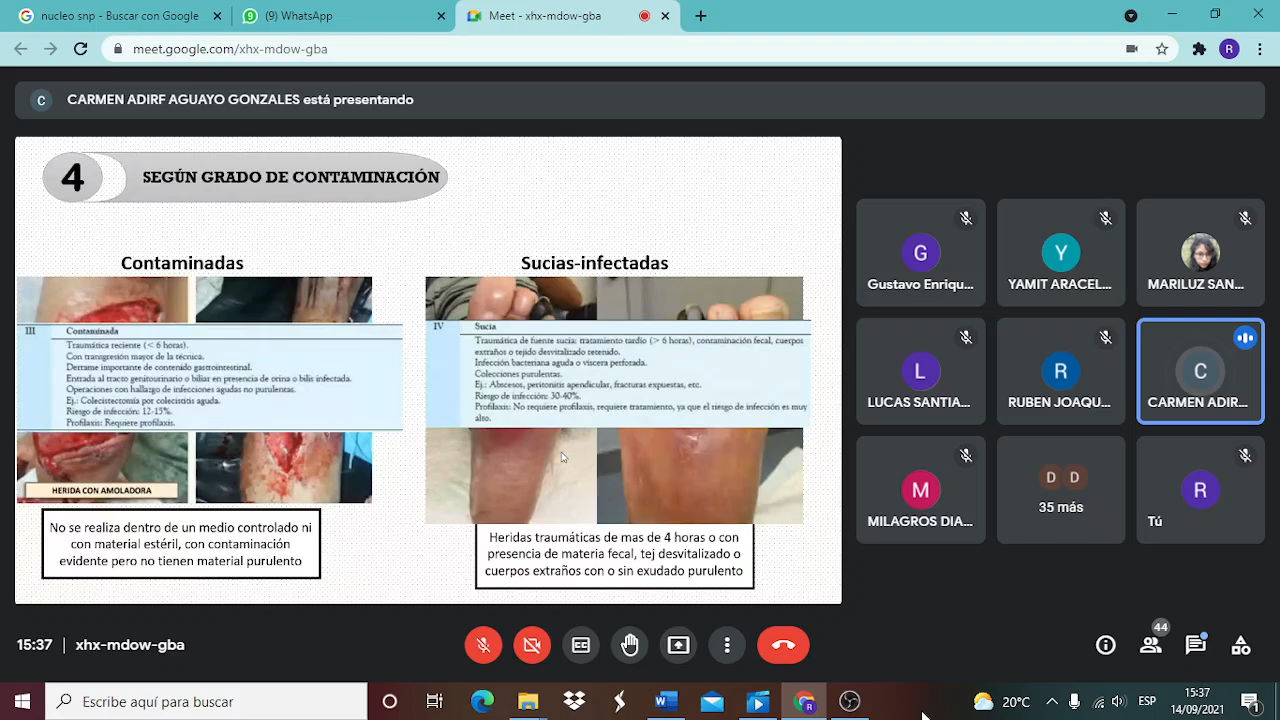 nucleo snp - Buscar con Google
(9) WhatsApp
Meet - xhx-mdow-gba
meet.google.com/xhx-mdow-gba
R
C
CARMEN ADIRF AGUAYO GONZALES está presentando
4
SEGÚN GRADO DE CONTAMINACIÓN
Contaminadas
III Contaminada
Traumática reciente (< 6 horas).
Con transgresión mayor de la técnica.
Derrame importante de contenido gastrointestinal.
Entrada al tracto genitourinario o biliar en presencia de orina o bilis infectada.
Operaciones con hallazgo de infecciones agudas no purulentas.
Ej.: Colecistectomía por colecistitis aguda.
Riesgo de infección: 12-15%.
Profilaxis: Requiere profilaxis.
HERIDA CON AMOLADORA
No se realiza dentro de un medio controlado ni
con material estéril, con contaminación
evidente pero no tienen material purulento
Sucias-infectadas
IV Sucia
Traumática de fuente sucia: tratamiento tardío (> 6 horas), contaminación fecal, cuerpos
extraños o tejido desvitalizado retenido.
Infección bacteriana aguda o víscera perforada.
Colecciones purulentas.
Ej.: Abscesos, peritonitis apendicular, fracturas expuestas, etc.
Riesgo de infección: 30-40%.
Profilaxis: No requiere profilaxis, requiere tratamiento, ya que el riesgo de infección es muy
alto.
Heridas traumáticas de mas de 4 horas o con
presencia de materia fecal, tej desvitalizado o
cuerpos extraños con o sin exudado purulento
G
Gustavo Enriqu...
Y
YAMIT ARACEL...
MARILUZ SAN...
L
LUCAS SANTIA...
R
RUBEN JOAQU...
C
CARMEN ADIR...
M
MILAGROS DIA...
D D
35 más
R
Tú
15:37 | xhx-mdow-gba
44
Escribe aquí para buscar
20°C
ESP
15:37
14/09/2021
1